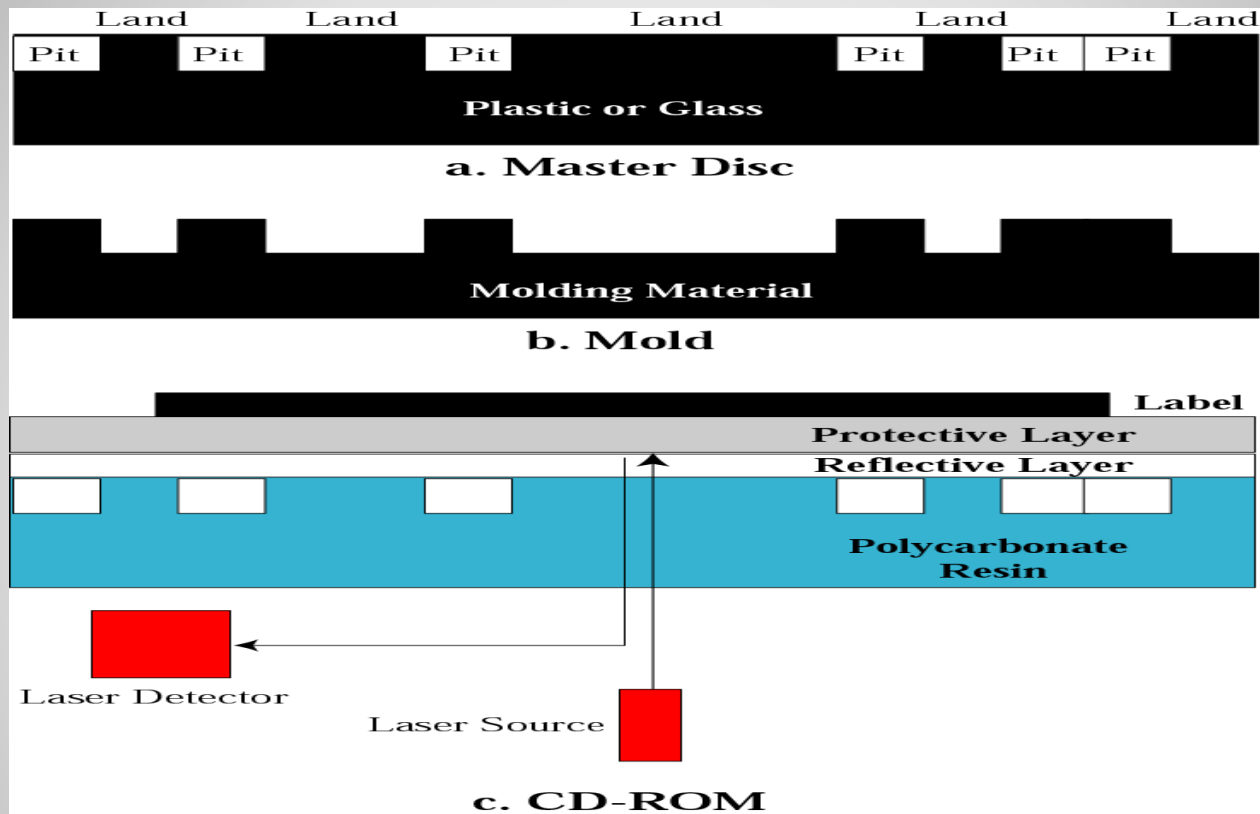 Land Land Land Land Land
Pit Pit Pit Pit Pit Pit
Plastic or Glass
a. Master Disc
Molding Material
b. Mold
Label
Protective Layer
Reflective Layer
Polycarbonate
Resin
Laser Detector
Laser Source
c. CD-ROM